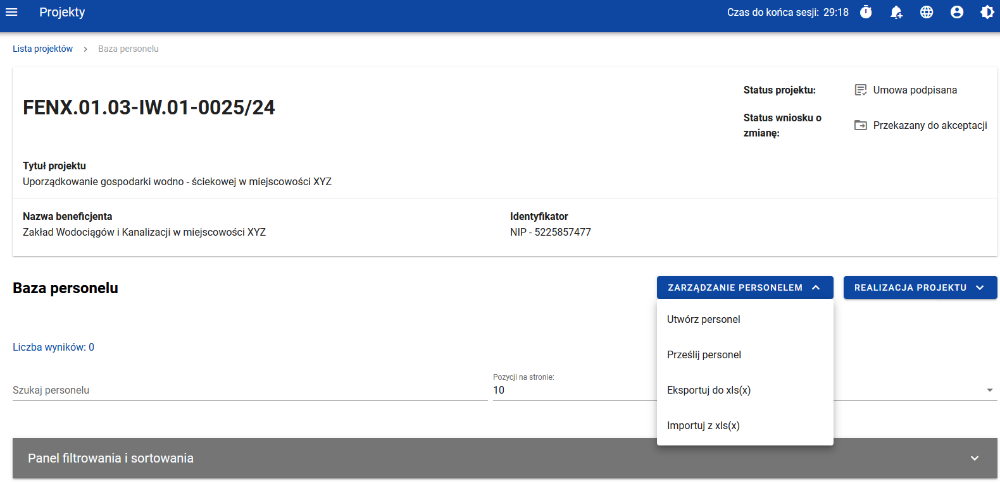 Projekty
Czas do końca sesji: 29:18
Lista projektów
Baza personelu
FENX.01.03-IW.01-0025/24
Status projektu:
Umowa podpisana
Status wniosku o
zmianę:
Przekazany do akceptacji
Tytuł projektu
Uporządkowanie gospodarki wodno - ściekowej w miejscowości XYZ
Nazwa beneficjenta
Zakład Wodociągów i Kanalizacji w miejscowości XYZ
Identyfikator
NIP - 5225857477
Baza personelu
ZARZĄDZANIE PERSONELEM
REALIZACJA PROJEKTU
Utwórz personel
Prześlij personel
Eksportuj do xls(x)
Importuj z xls(x)
Liczba wyników: 0
Szukaj personelu
Pozycji na stronie:
10
Panel filtrowania i sortowania